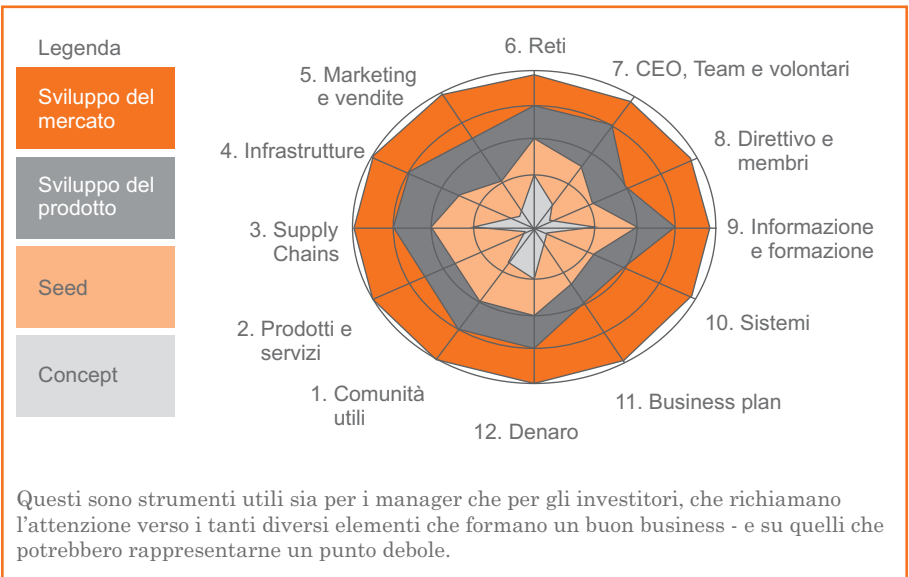 Legenda
Sviluppo del
mercato
Sviluppo del
prodotto
Seed
Concept
6. Reti
7. CEO, Team e volontari
8. Direttivo e
membri
9. Informazione
e formazione
10. Sistemi
11. Business plan
12. Denaro
1. Comunità
utili
2. Prodotti e
servizi
3. Supply
Chains
4. Infrastrutture
5. Marketing
e vendite
Questi sono strumenti utili sia per i manager che per gli investitori, che richiamano
l'attenzione verso i tanti diversi elementi che formano un buon business - e su quelli che
potrebbero rappresentarne un punto debole.